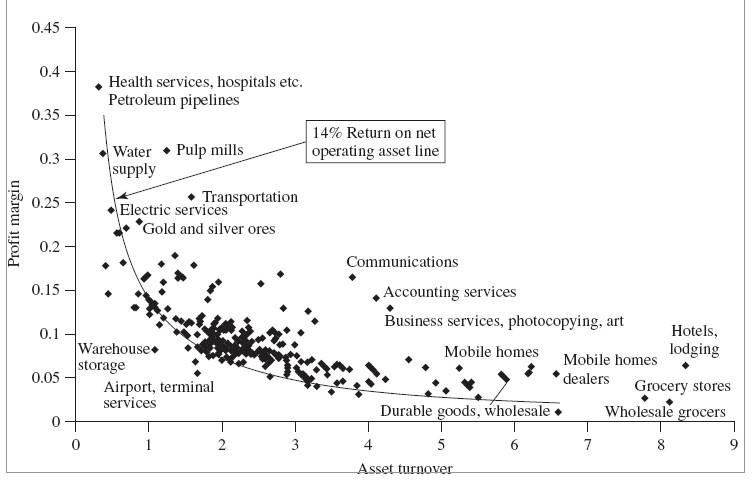 0.45
0.4
Health services, hospitals etc.
Petroleum pipelines
0.35
14% Return on net
operating asset line
0.3
Water
supply
Pulp mills
0.25
Transportation
Electric services
Gold and silver ores
0.2
Profit margin
Communications
0.15
Accounting services
Business services, photocopying, art
0.1
Hotels,
lodging
Warehouse
storage
Mobile homes
Mobile homes
dealers
0.05
Airport, terminal
services
Grocery stores
Durable goods, wholesale
Wholesale grocers
0
0 1 2 3 4 5 6 7 8 9
Asset turnover